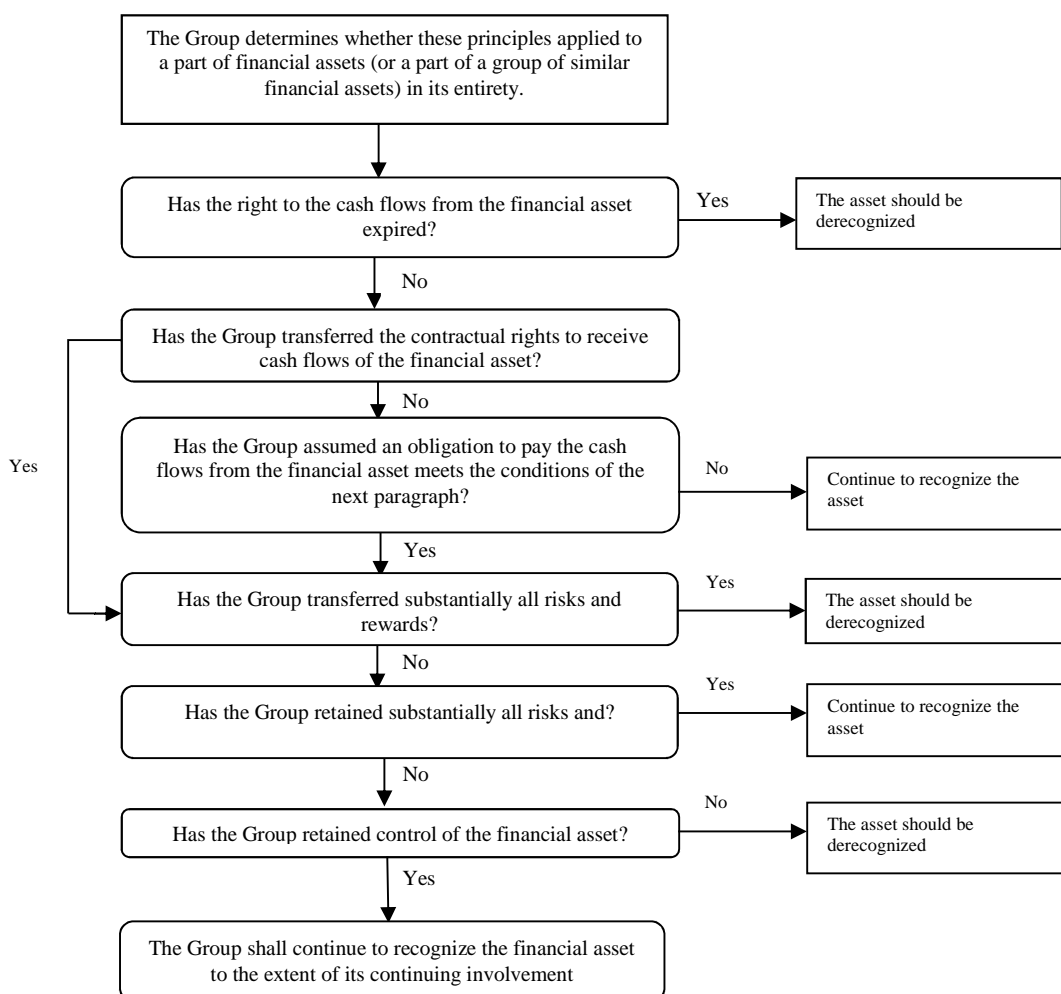 The Group determines whether these principles applied to
a part of financial assets (or a part of a group of similar
financial assets) in its entirety.
Has the right to the cash flows from the financial asset
expired?
Yes
The asset should be
derecognized
No
Has the Group transferred the contractual rights to receive
cash flows of the financial asset?
No
Yes
Has the Group assumed an obligation to pay the cash
flows from the financial asset meets the conditions of the
next paragraph?
No
Continue to recognize the
asset
Yes
Has the Group transferred substantially all risks and
rewards?
Yes
The asset should be
derecognized
No
Has the Group retained substantially all risks and?
Yes
Continue to recognize the
asset
No
Has the Group retained control of the financial asset?
No
The asset should be
derecognized
Yes
The Group shall continue to recognize the financial asset
to the extent of its continuing involvement